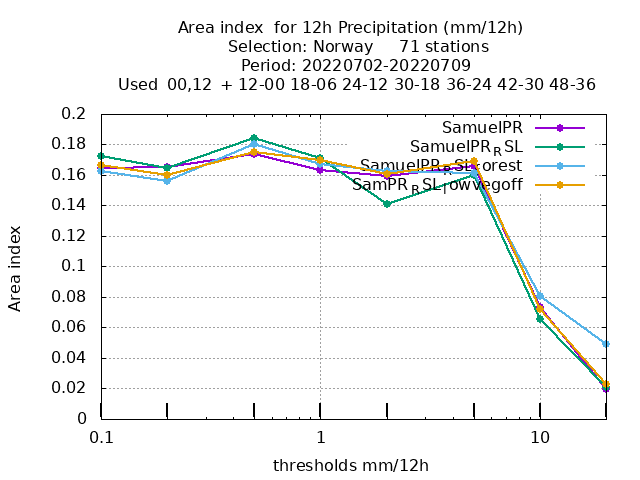 Area index  for 12h Precipitation (mm/12h)
Selection: Norway     71 stations
Period: 20220702-20220709
Used  00,12  + 12-00 18-06 24-12 30-18 36-24 42-30 48-36
SamuelPR
SamuelPR_RSL
0.2
0.18
0.16
0.14
0.12
0.1
0.08
0.06
0.04
0.02
0
0.1
1
10
Area index
thresholds mm/12h